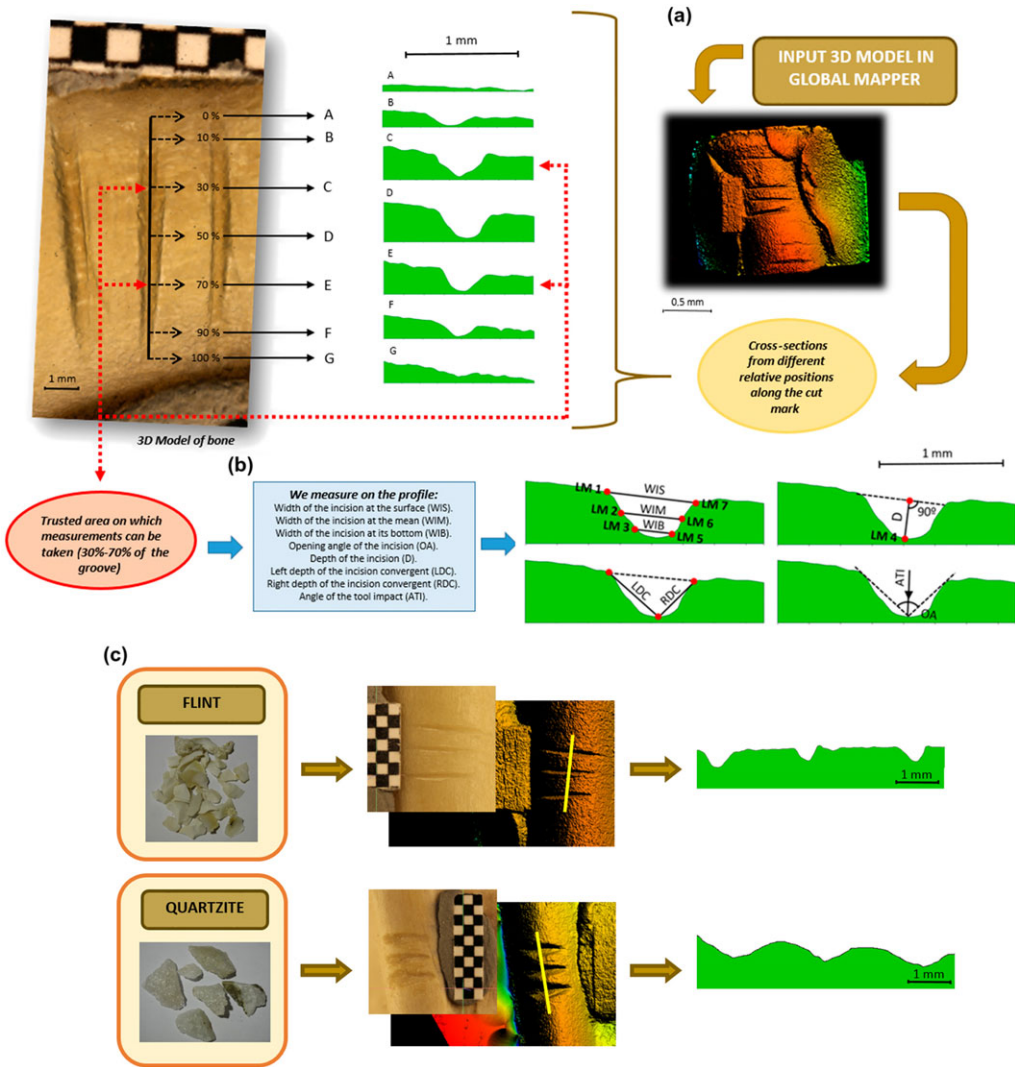 (a)
INPUT 3D MODEL IN
GLOBAL MAPPER
0.5 mm
Cross-sections
from different
relative positions
along the cut
mark
0 %
A
10 %
B
30 %
C
50 %
D
70 %
E
90 %
F
100 %
G
1 mm
3D Model of bone
1 mm
A
B
C
D
E
F
G
Trusted area on which
measurements can be
taken (30%-70% of the
groove)
(b)
We measure on the profile:
Width of the incision at the surface (WIS).
Width of the incision at the mean (WIM).
Width of the incision at its bottom (WIB).
Opening angle of the incision (OA).
Depth of the incision (D).
Left depth of the incision convergent (LDC).
Right depth of the incision convergent (RDC).
Angle of the tool impact (ATI).
1 mm
LM 1
WIS
LM 7
LM 2
WIM
LM 6
LM 3
WIB
LM 5
D
90º
LM 4
LDC
RDC
ATI
OA
(c)
FLINT
1 mm
QUARTZITE
1 mm